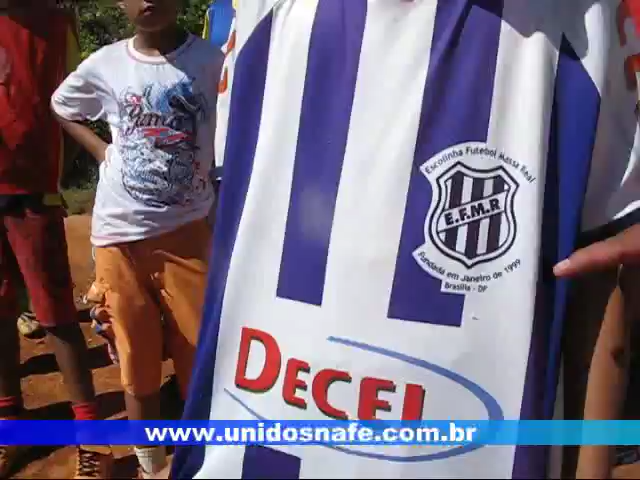 Escolinha Futebol Massa Real
E.F.M.R
Fundada em Janeiro de 1999
Brasília - DF
DECEL
www.unidosnafe.com.br